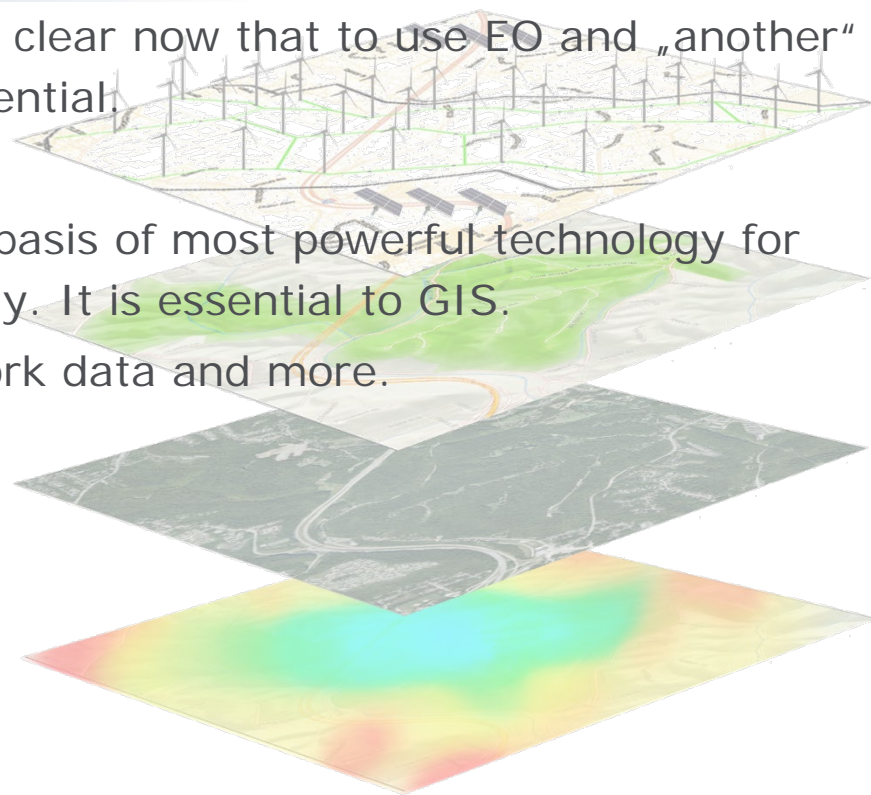 clear now that to use EO and „another“
ential.
basis of most powerful technology for
y. It is essential to GIS.
ork data and more.